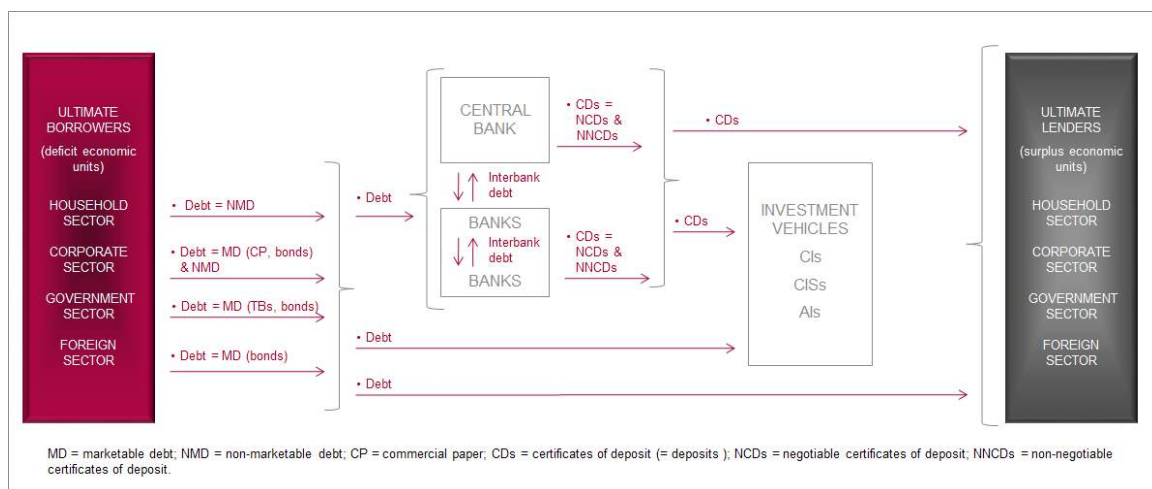 ULTIMATE
BORROWERS
(deficit economic
units)
HOUSEHOLD
SECTOR
CORPORATE
SECTOR
GOVERNMENT
SECTOR
FOREIGN
SECTOR
• Debt = NMD
• Debt = MD (CP, bonds)
& NMD
• Debt = MD (TBs, bonds)
• Debt = MD (bonds)
• Debt
CENTRAL
BANK
Interbank
debt
BANKS
Interbank
debt
BANKS
• CDs =
NCDs &
NNCDs
• CDs =
NCDs &
NNCDs
• CDs
• CDs
INVESTMENT
VEHICLES
CIs
CISs
AIs
• Debt
• Debt
ULTIMATE
LENDERS
(surplus economic
units)
HOUSEHOLD
SECTOR
CORPORATE
SECTOR
GOVERNMENT
SECTOR
FOREIGN
SECTOR
MD = marketable debt; NMD = non-marketable debt; CP = commercial paper; CDs = certificates of deposit (= deposits ); NCDs = negotiable certificates of deposit; NNCDs = non-negotiable
certificates of deposit.